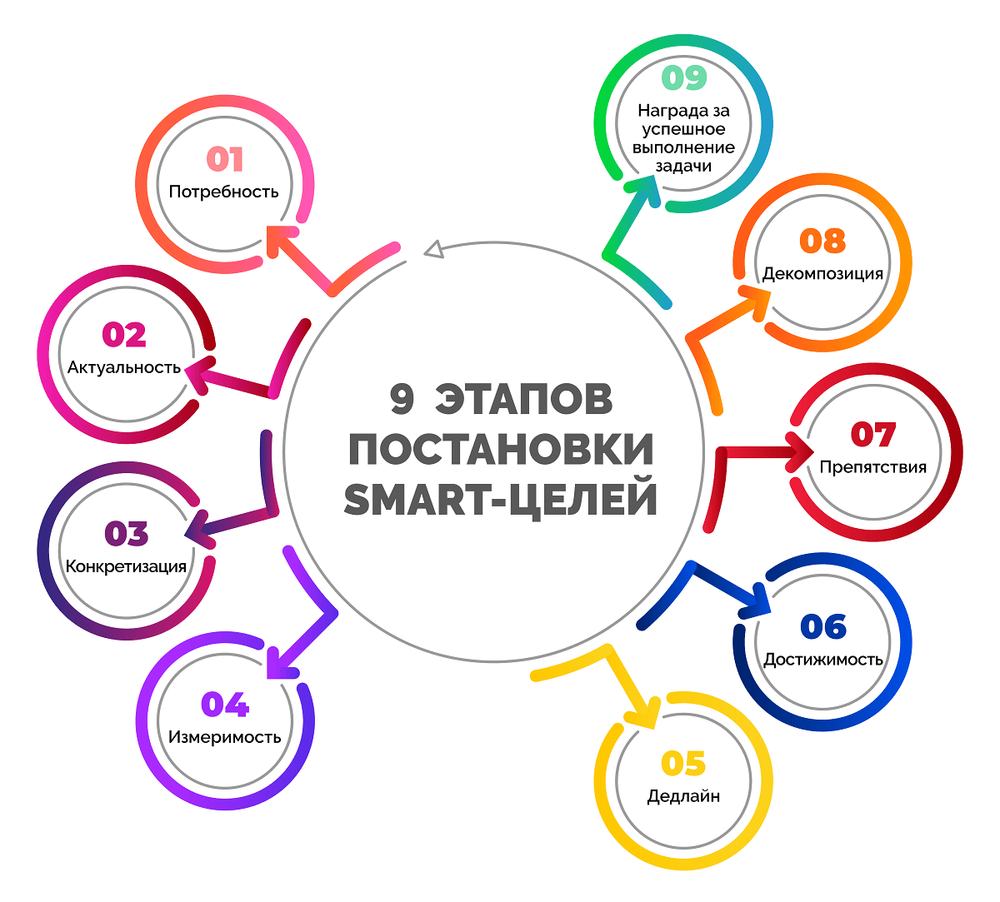 9 ЭТАПОВ
ПОСТАНОВКИ
SMART-ЦЕЛЕЙ
01
Потребность
02
Актуальность
03
Конкретизация
04
Измеримость
05
Дедлайн
06
Достижимость
07
Препятствия
08
Декомпозиция
09
Награда за
успешное
выполнение
задачи